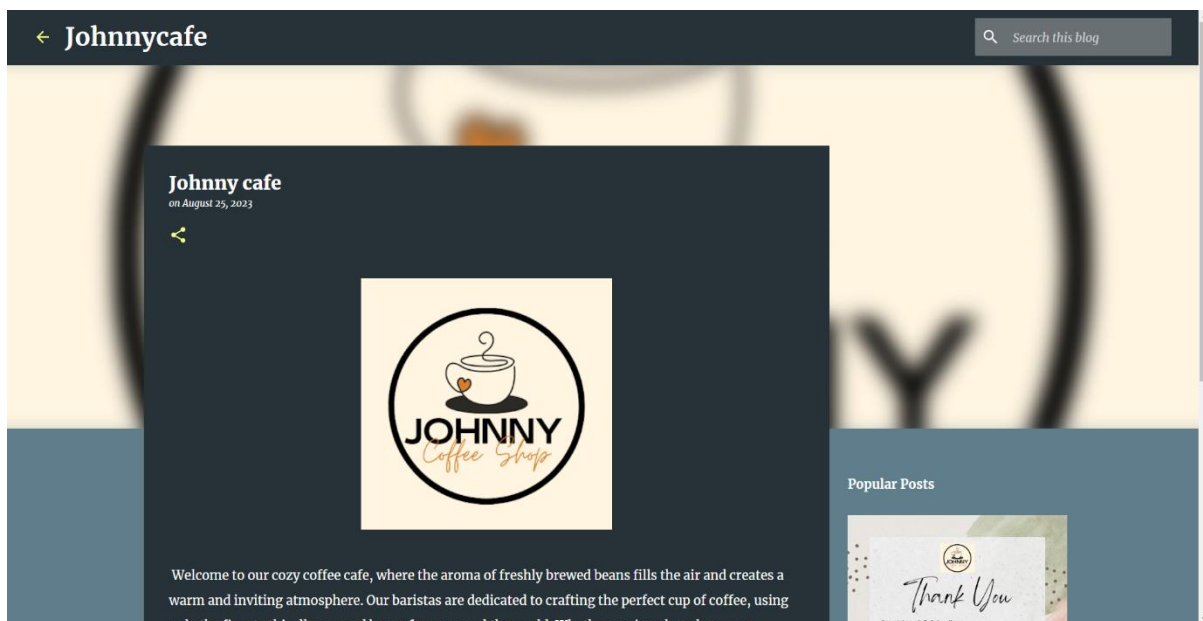 Johnnycafe
Search this blog
Johnny cafe
on August 25, 2023
JOHNNY
Coffee Shop
Welcome to our cozy coffee cafe, where the aroma of freshly brewed beans fills the air and creates a
warm and inviting atmosphere. Our baristas are dedicated to crafting the perfect cup of coffee, using
Popular Posts
JOHNNY
Thank You